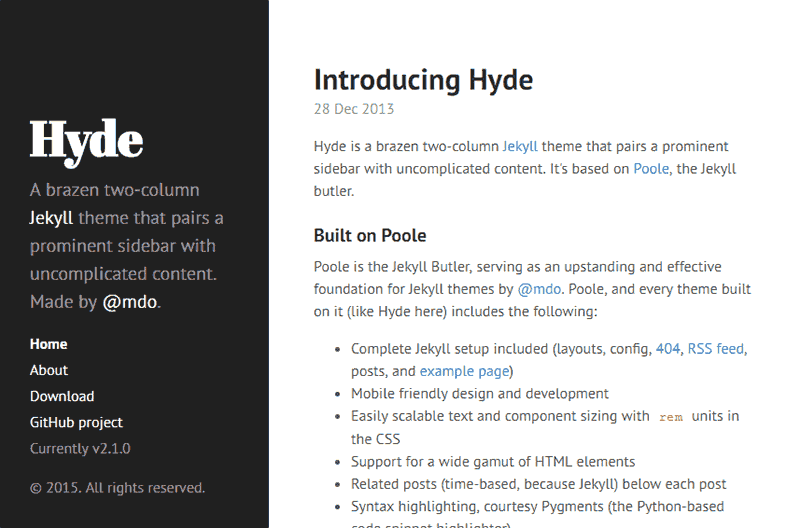 Hyde
A brazen two-column
Jekyll theme that pairs a
prominent sidebar with
uncomplicated content.
Made by @mdo.
Home
About
Download
GitHub project
Currently v2.1.0
© 2015. All rights reserved.
Introducing Hyde
28 Dec 2013
Hyde is a brazen two-column Jekyll theme that pairs a prominent
sidebar with uncomplicated content. It's based on Poole, the Jekyll
butler.
Built on Poole
Poole is the Jekyll Butler, serving as an upstanding and effective
foundation for Jekyll themes by @mdo. Poole, and every theme built
on it (like Hyde here) includes the following:
• Complete Jekyll setup included (layouts, config, 404, RSS feed,
posts, and example page)
• Mobile friendly design and development
• Easily scalable text and component sizing with rem units in
the CSS
• Support for a wide gamut of HTML elements
• Related posts (time-based, because Jekyll) below each post
• Syntax highlighting, courtesy Pygments (the Python-based
code snippet highlighter)